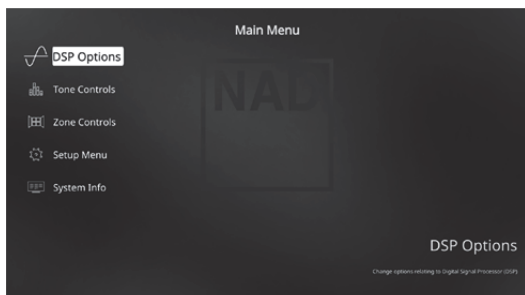 Main Menu
DSP Options
Tone Controls
Zone Controls
Setup Menu
System Info
NAD
DSP Options
Change options relating to Digital Signal Processor (DSP)